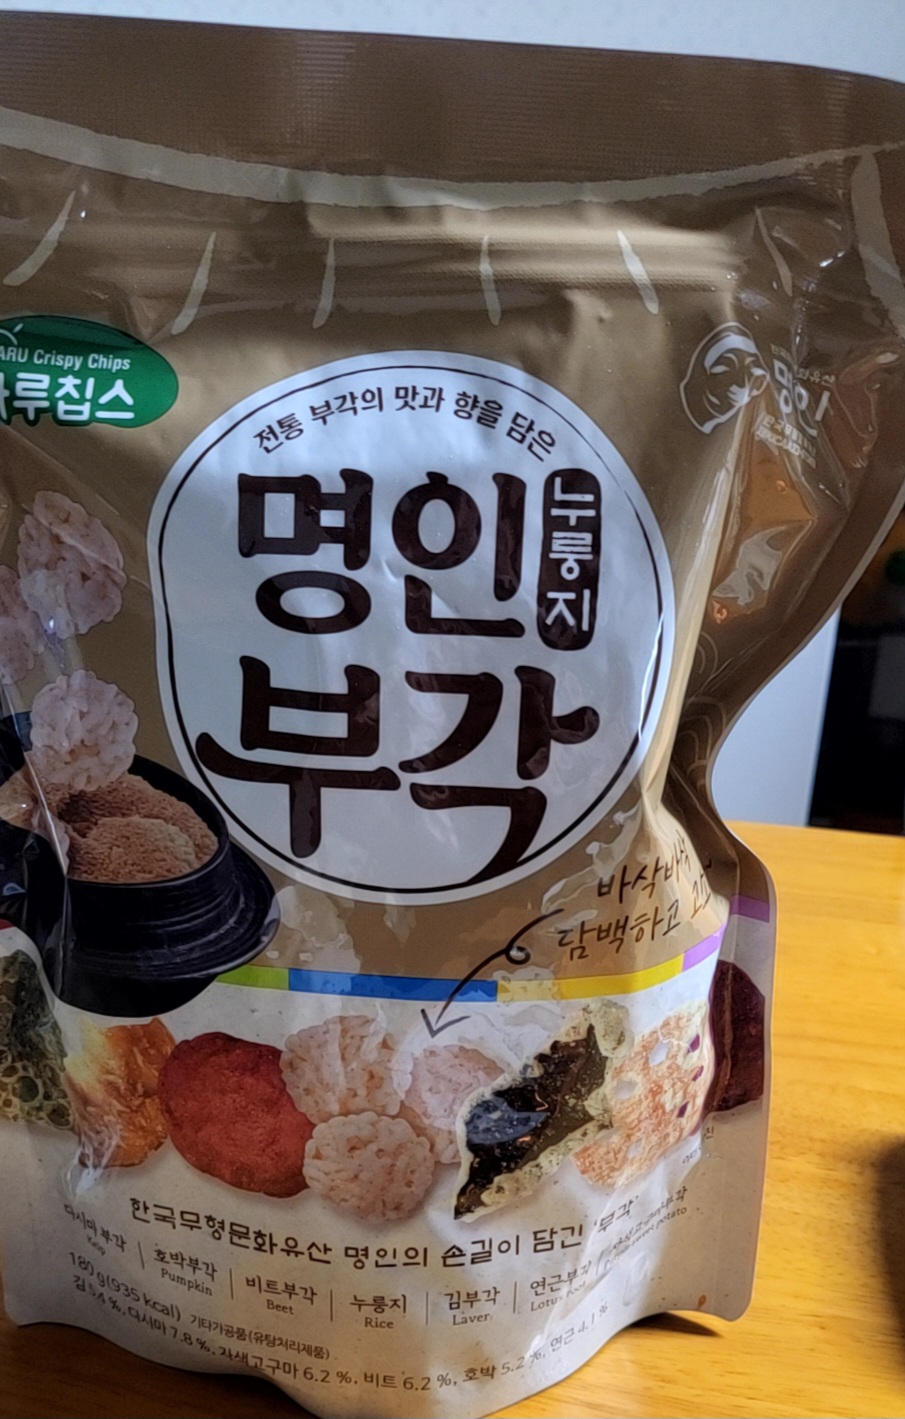 ARU Crispy Chips
루칩스
전통 부각의 맛과 향을 담은
명인
누룽지
부각
명인
바삭바삭
담백하고
한국무형문화유산 명인의 손길이 담긴 '부각'
다시마 부각
Kelp
호박부각
Pumpkin
비트부각
Beet
누룽지
Rice
김부각
Laver
연근부각
Lotus root
sweet potato
180 g(935 kcal) 기타가공품(유탕처리제품)
김 5.4 %, 다시마 7.8 %, 자색고구마 6.2 %, 비트 6.2 %, 호박 5.2 %, 연근 4.1 %